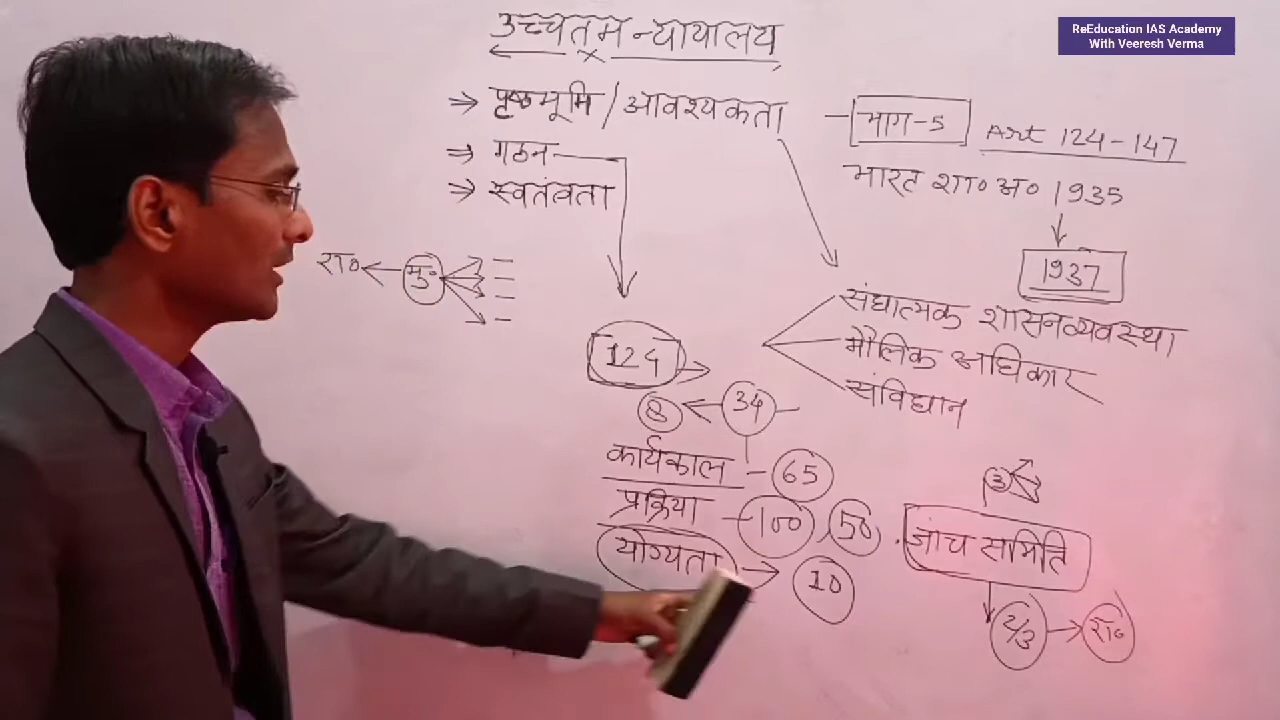 ReEducation IAS Academy
With Veeresh Verma
उच्चतम न्यायालय
⇒ पृष्ठभूमि / आवश्यकता
⇒ गठन
⇒ स्वतंत्रता
भाग-5 Art 124-147
भारत शा० अ० 1935
1937
रा० मु०
संघात्मक शासनव्यवस्था
मौलिक अधिकार
संविधान
124
8 34
कार्यकाल - 65
प्रक्रिया - 100, 50
योग्यता 10
3
जांच समिति
2/3 रा०